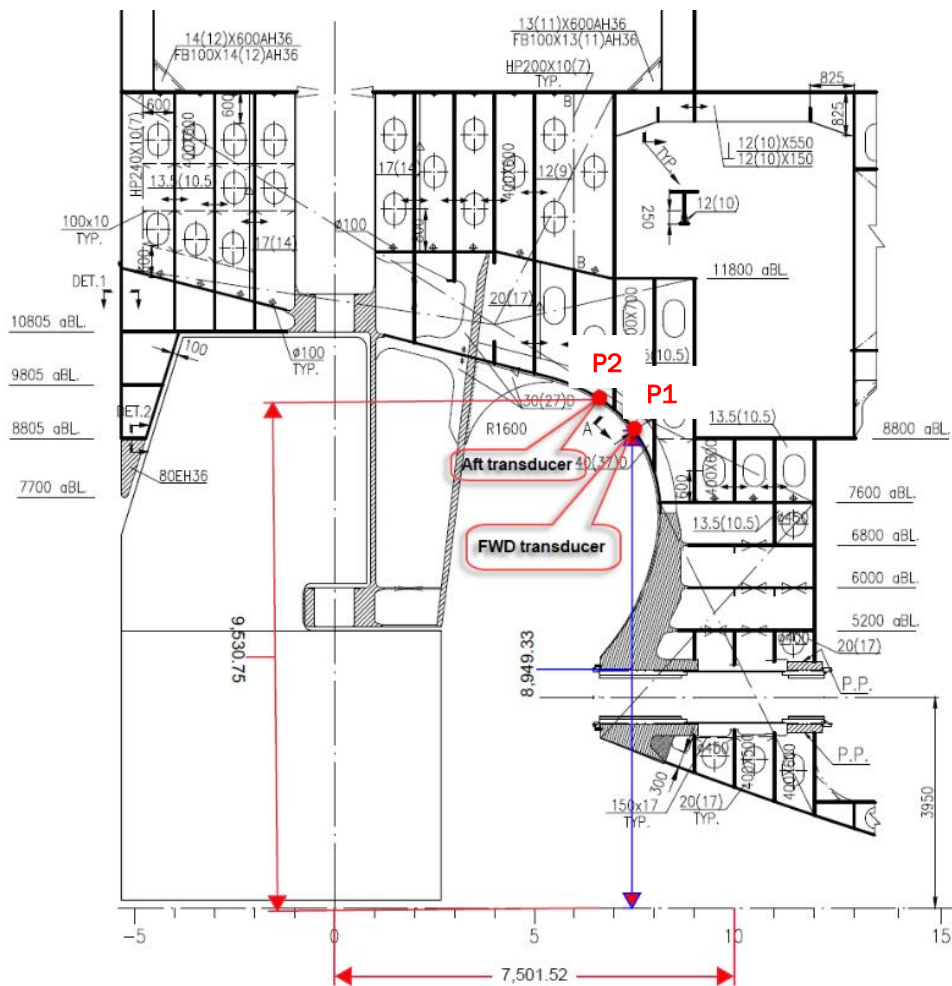 14(12)X600AH36
FB100X14(12)AH36
13(11)X600AH36
FB100X13(11)AH36
HP200X10(7)
TYP.
825
600
600
B
825
HP240X10(7)
400X600
17(14)
400X600
12(9)
12(10)X550
12(10)X150
TYP.
13.5(10.5)
250
12(10)
100x10
TYP.
ø100
17(14)
B
DET.1
20(17)
11800 aBL.
10805 aBL.
100
ø100
TYP.
P2
P1
9805 aBL.
30(27)D
DET.2
R1600
A
13.5(10.5)
8805 aBL.
8800 aBL.
Aft transducer
40(37)D
400X600
80EH36
600
7700 aBL.
7600 aBL.
13.5(10.5)
FWD transducer
6800 aBL.
6000 aBL.
5200 aBL.
9,530.75
8,949.33
20(17)
P.P.
P.P.
300
400X500
400X600
150x17
TYP.
20(17)
TYP.
3950
-5
0
5
10
15
7,501.52